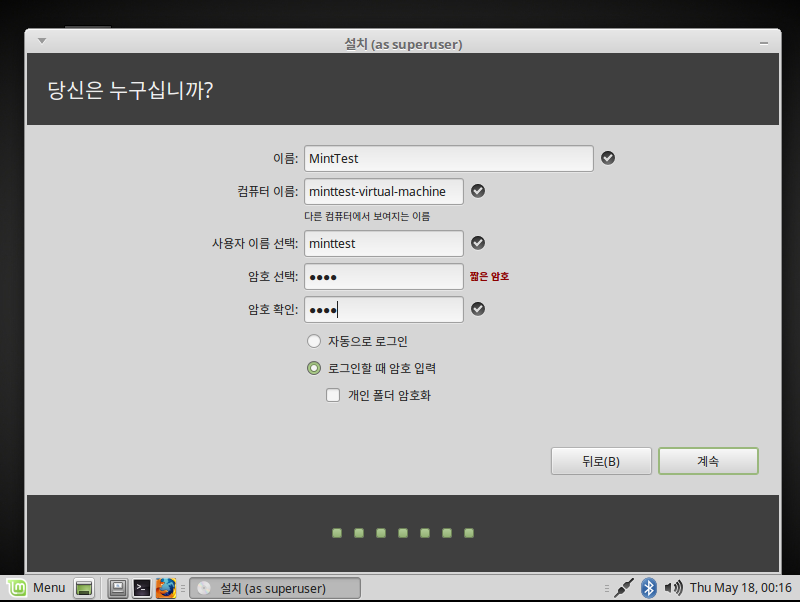 설치 (as superuser)
당신은 누구십니까?
이름: MintTest
컴퓨터 이름: minttest-virtual-machine
다른 컴퓨터에서 보여지는 이름
사용자 이름 선택: minttest
암호 선택: ●●●● 짧은 암호
암호 확인: ●●●●
자동으로 로그인
로그인할 때 암호 입력
개인 폴더 암호화
뒤로(B) 계속
Menu 설치 (as superuser) Thu May 18, 00:16